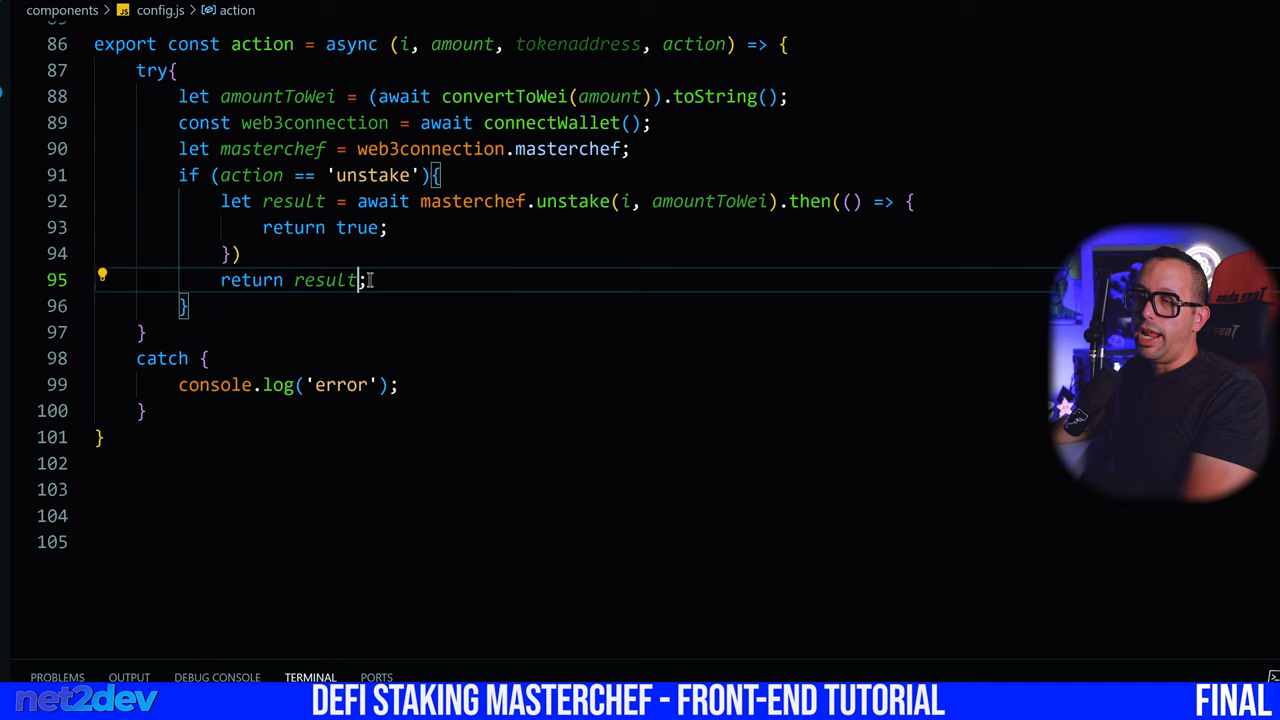 components > JS config.js > action
86 export const action = async (i, amount, tokenaddress, action) => {
87 try{
88 let amountToWei = (await convertToWei(amount)).toString();
89 const web3connection = await connectWallet();
90 let masterchef = web3connection.masterchef;
91 if (action == 'unstake'){
92 let result = await masterchef.unstake(i, amountToWei).then(() => {
93 return true;
94 })
95 return result;
96 }
97 }
98 catch {
99 console.log('error');
100 }
101 }
102
103
104
105
PROBLEMS OUTPUT DEBUG CONSOLE TERMINAL PORTS
net2dev DEFI STAKING MASTERCHEF - FRONT-END TUTORIAL FINAL